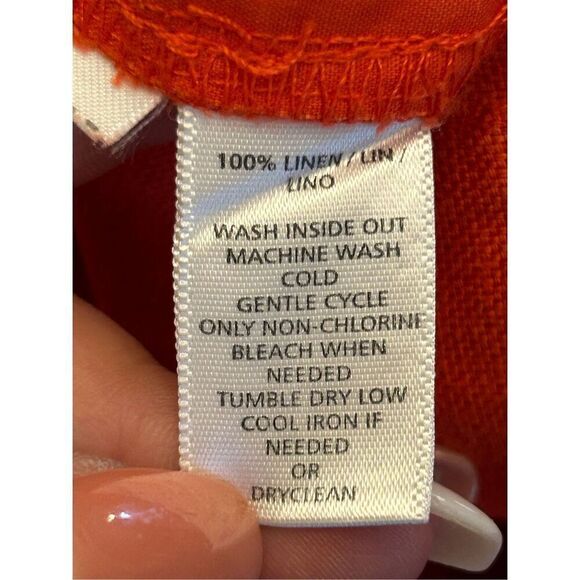 100% LINEN / LIN /
LINO
WASH INSIDE OUT
MACHINE WASH
COLD
GENTLE CYCLE
ONLY NON-CHLORINE
BLEACH WHEN
NEEDED
TUMBLE DRY LOW
COOL IRON IF
NEEDED
OR
DRYCLEAN